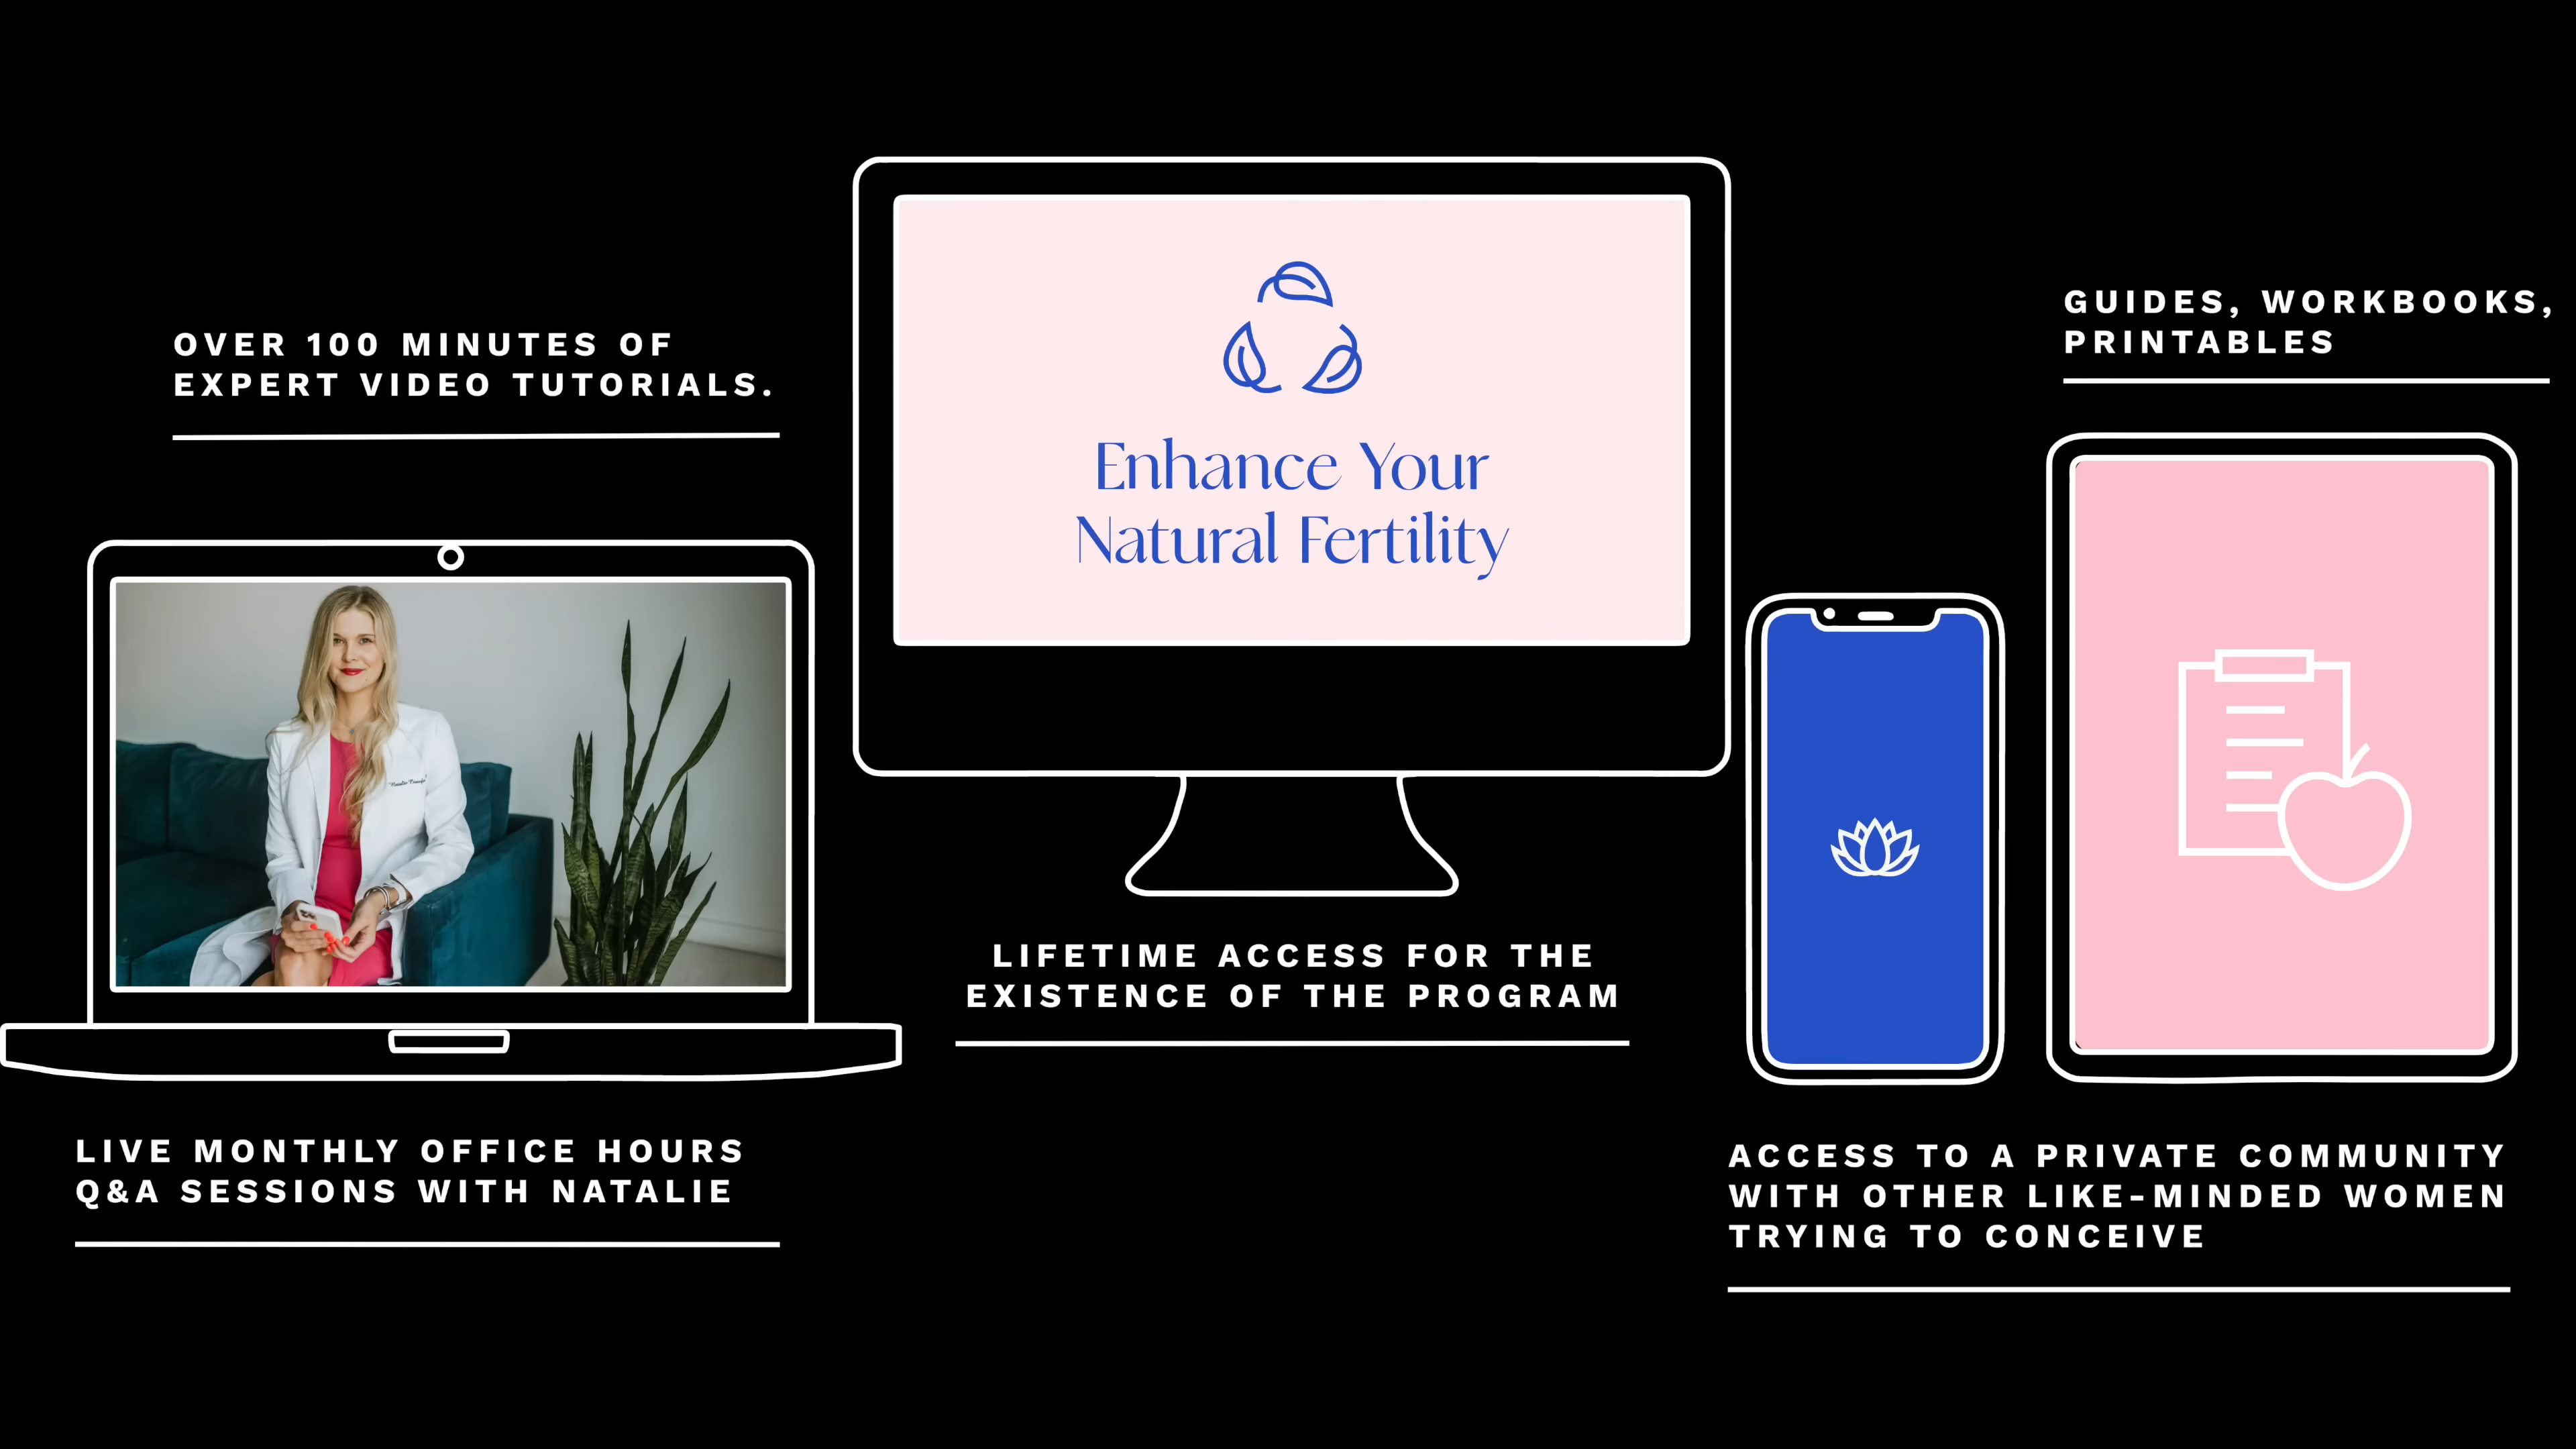 OVER 100 MINUTES OF
EXPERT VIDEO TUTORIALS.
LIVE MONTHLY OFFICE HOURS
Q&A SESSIONS WITH NATALIE
Enhance Your
Natural Fertility
LIFETIME ACCESS FOR THE
EXISTENCE OF THE PROGRAM
GUIDES, WORKBOOKS,
PRINTABLES
ACCESS TO A PRIVATE COMMUNITY
WITH OTHER LIKE-MINDED WOMEN
TRYING TO CONCEIVE